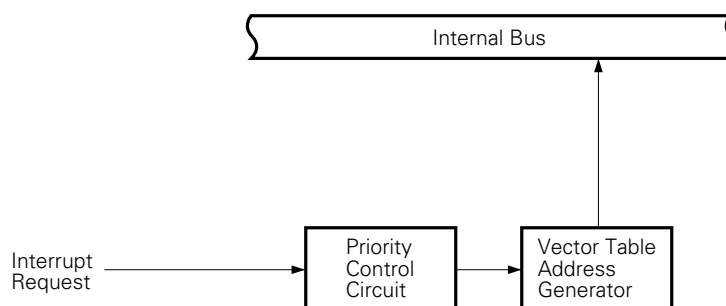 Internal Bus
Interrupt
Request
Priority
Control
Circuit
Vector Table
Address
Generator